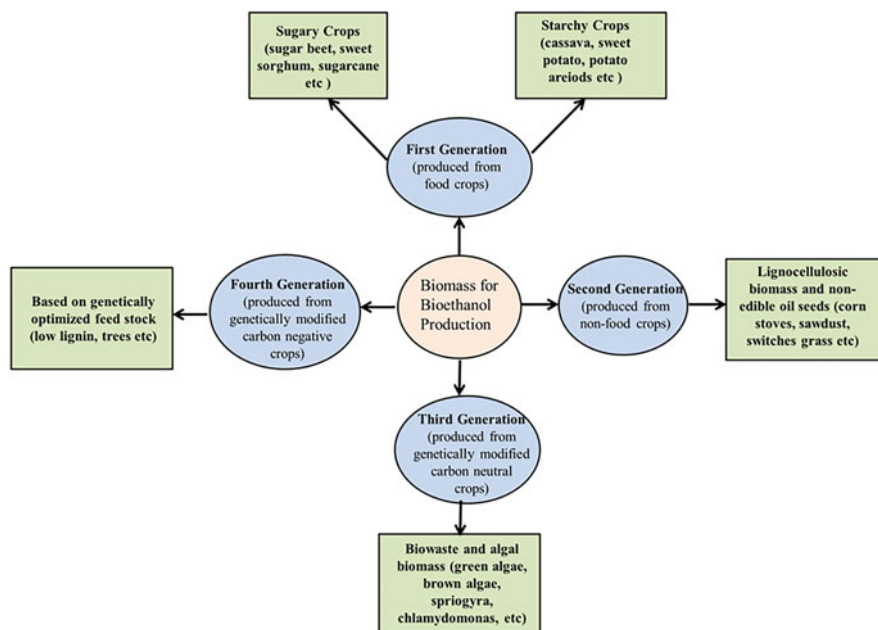 Sugary Crops
(sugar beet, sweet
sorghum, sugarcane
etc )
Starchy Crops
(cassava, sweet
potato, potato
areiods etc )
First Generation
(produced from
food crops)
Based on genetically
optimized feed stock
(low lignin, trees etc)
Fourth Generation
(produced from
genetically modified
carbon negative
crops)
Biomass for
Bioethanol
Production
Second Generation
(produced from
non-food crops)
Lignocellulosic
biomass and non-
edible oil seeds (corn
stoves, sawdust,
switches grass etc)
Third Generation
(produced from
genetically modified
carbon neutral
crops)
Biowaste and algal
biomass (green algae,
brown algae,
spriogyra,
chlamydomonas, etc)